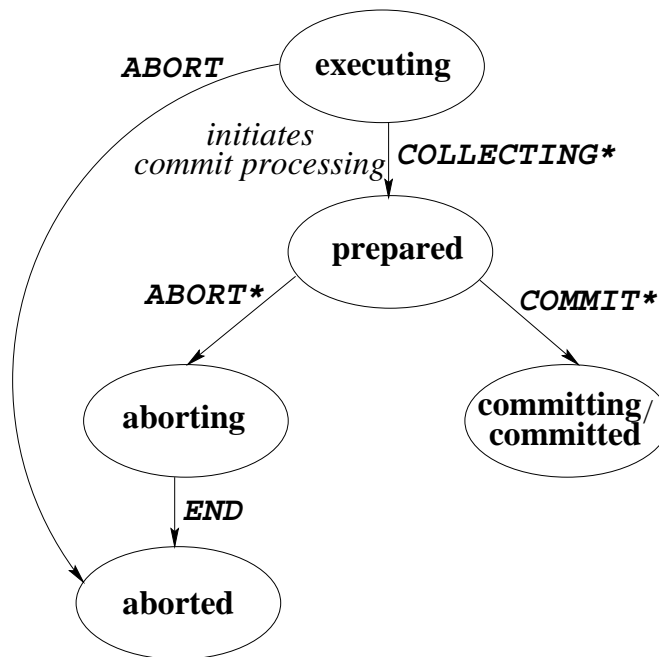 executing
ABORT
initiates
commit processing
COLLECTING*
prepared
ABORT*
COMMIT*
aborting
committing/
committed
END
aborted